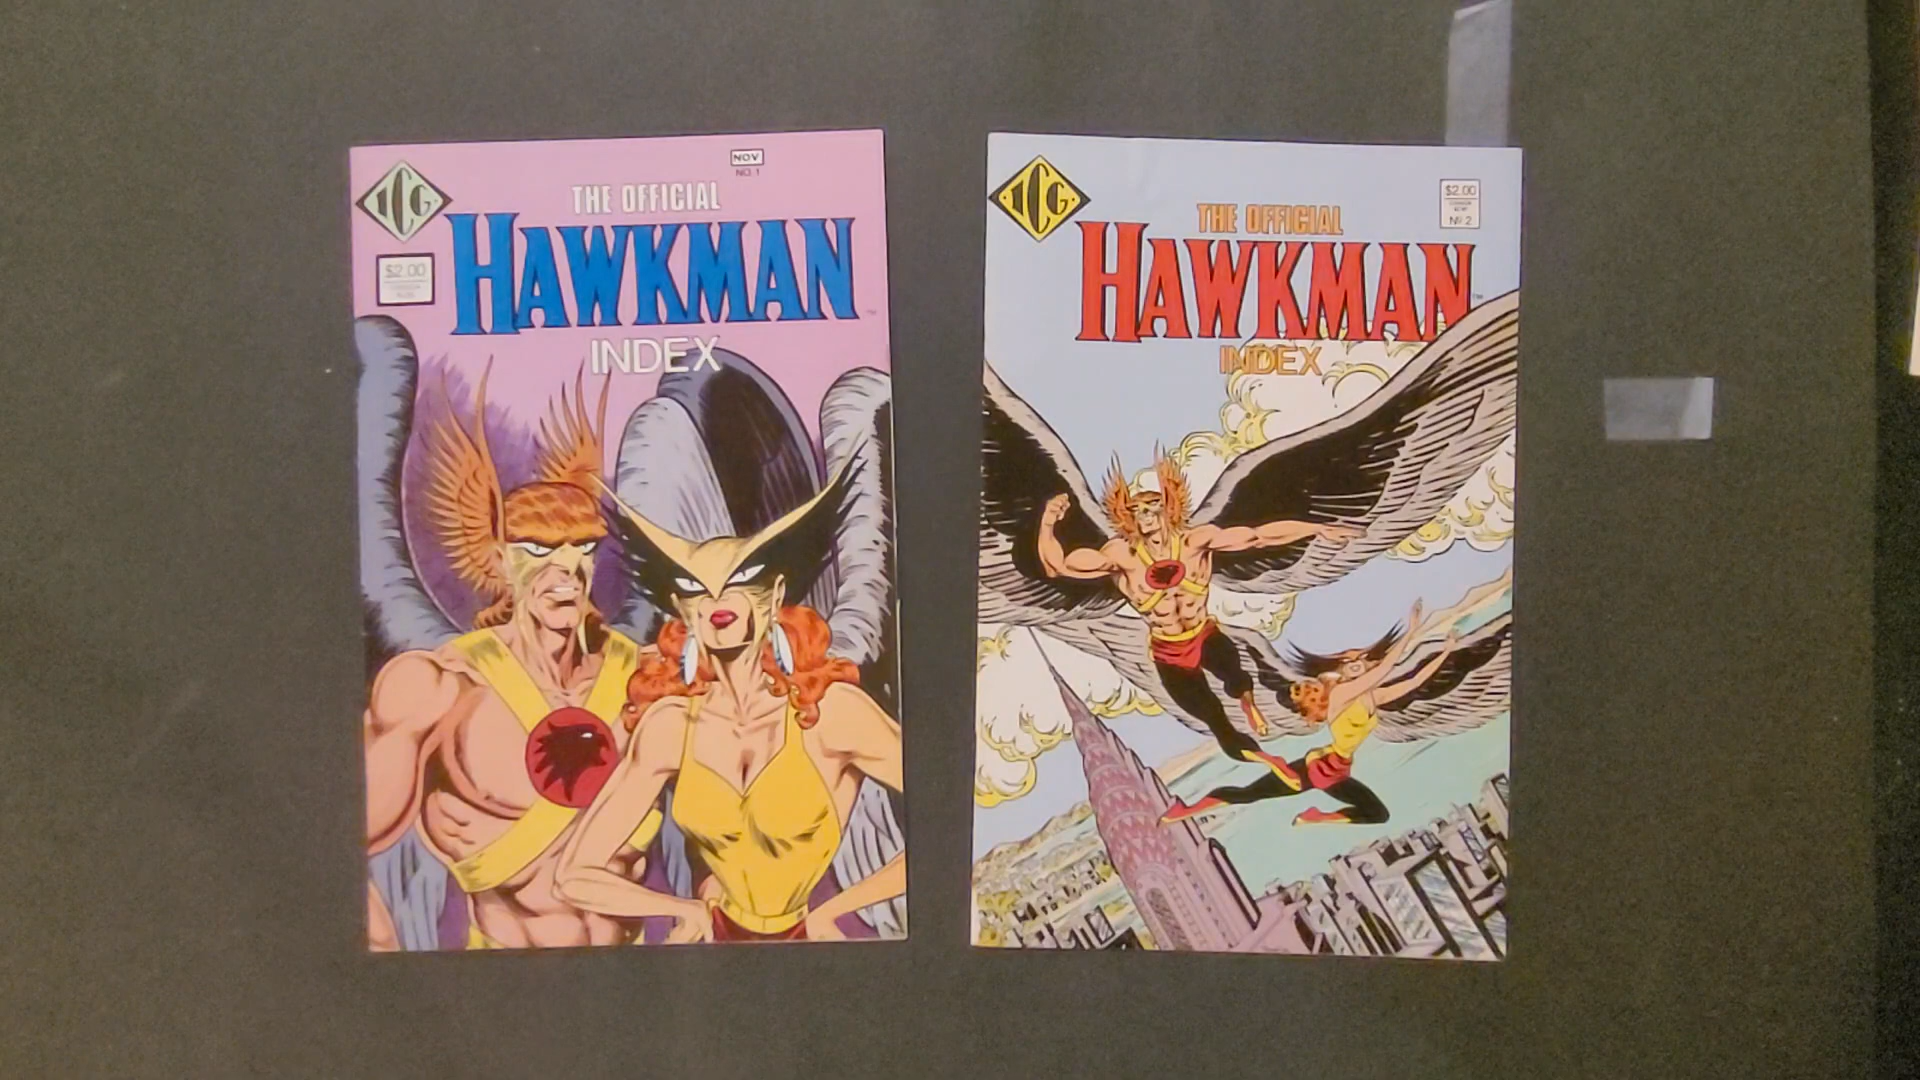 NOV
NO. 1
THE OFFICIAL
ICG
HAWKMAN
$2.00
INDEX
$2.00
NO 2
ICG
THE OFFICIAL
HAWKMAN
INDEX